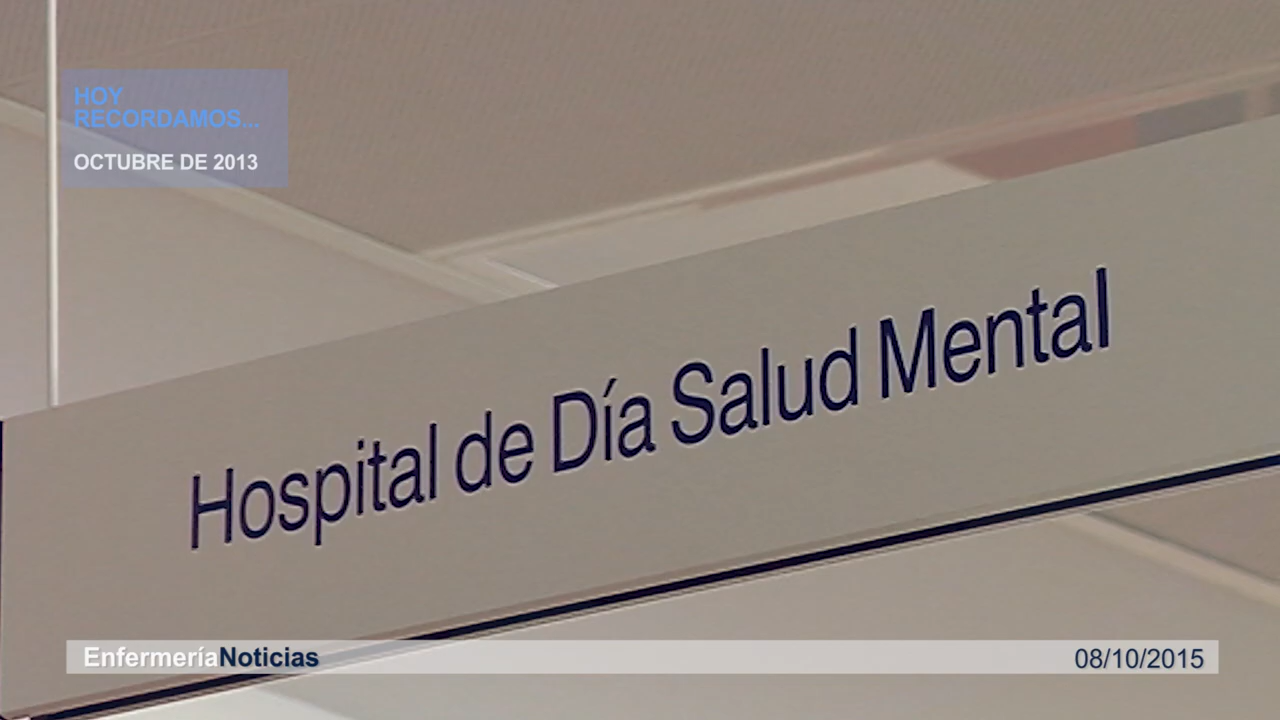 HOY
RECORDAMOS...
OCTUBRE DE 2013
Hospital de Día Salud Mental
EnfermeríaNoticias
08/10/2015